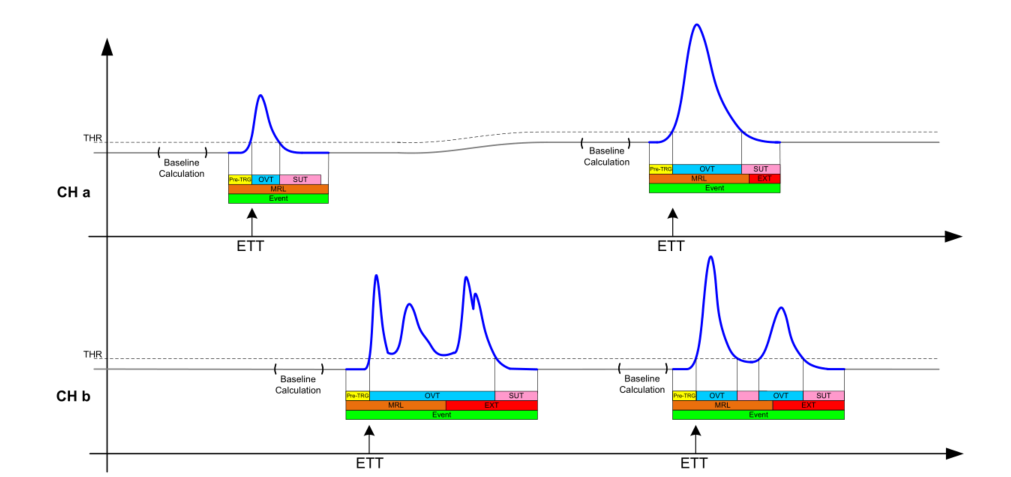 THR
Baseline
Calculation
Baseline
Calculation
CH a
Pre-TRG OVT SUT
MRL
Event
Pre-TRG OVT SUT
MRL EXT
Event
ETT
ETT
THR
Baseline
Calculation
Baseline
Calculation
CH b
Pre-TRG OVT SUT
MRL EXT
Event
Pre-TRG OVT OVT SUT
MRL EXT
Event
ETT
ETT